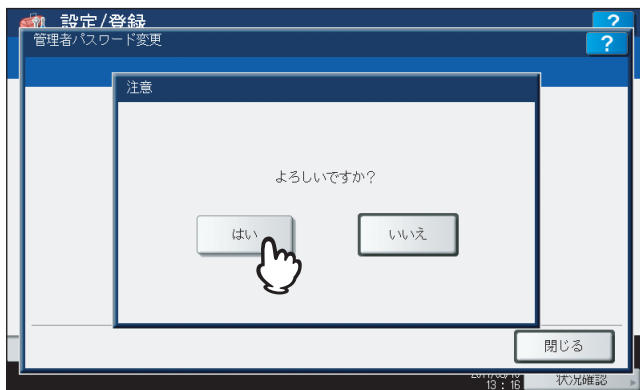 設定/登録
?
管理者パスワード変更
?
注意
よろしいですか?
はい
いいえ
閉じる
13 : 16
状況確認